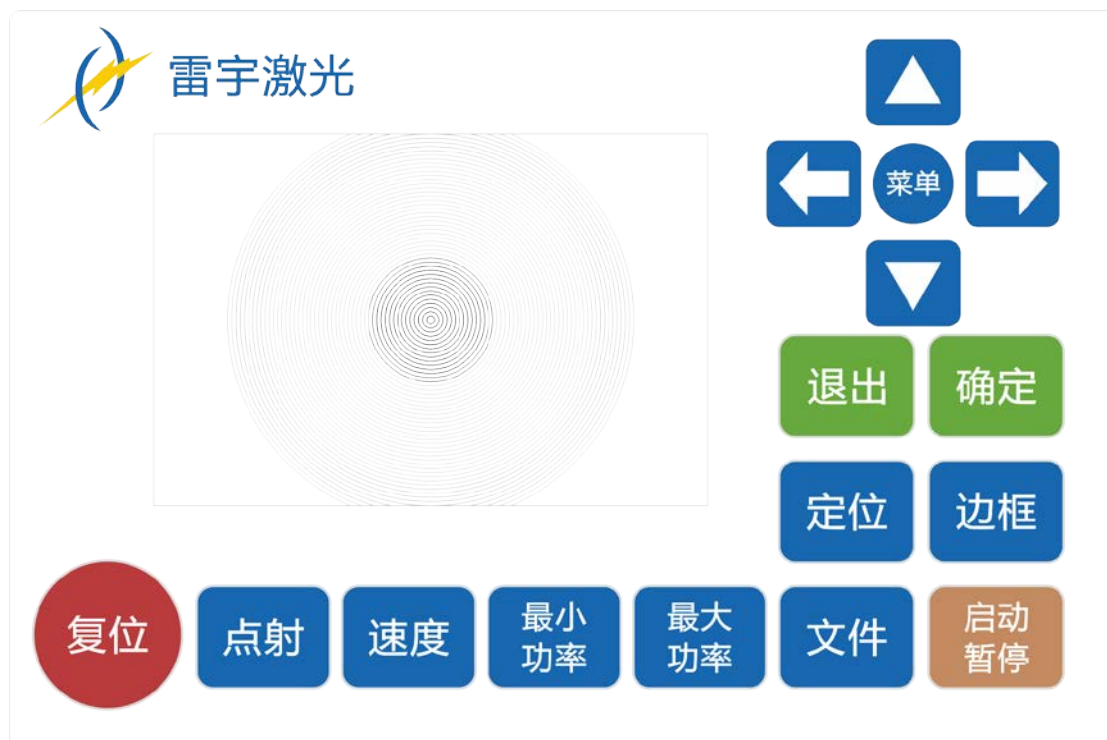 雷宇激光
菜单
退出
确定
定位
边框
复位
点射
速度
最小
功率
最大
功率
文件
启动
暂停